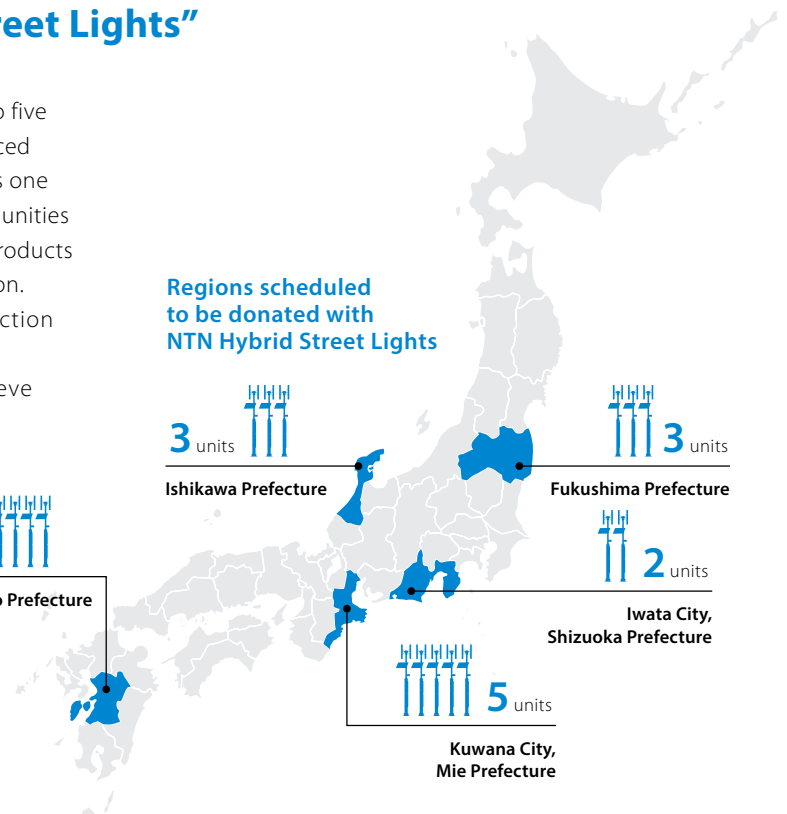 reet Lights”
five
ced
one
unities
roducts
on.
ction
eve
Regions scheduled
to be donated with
NTN Hybrid Street Lights
3 units
Ishikawa Prefecture
3 units
Fukushima Prefecture
2 units
Iwata City,
Shizuoka Prefecture
o Prefecture
5 units
Kuwana City,
Mie Prefecture